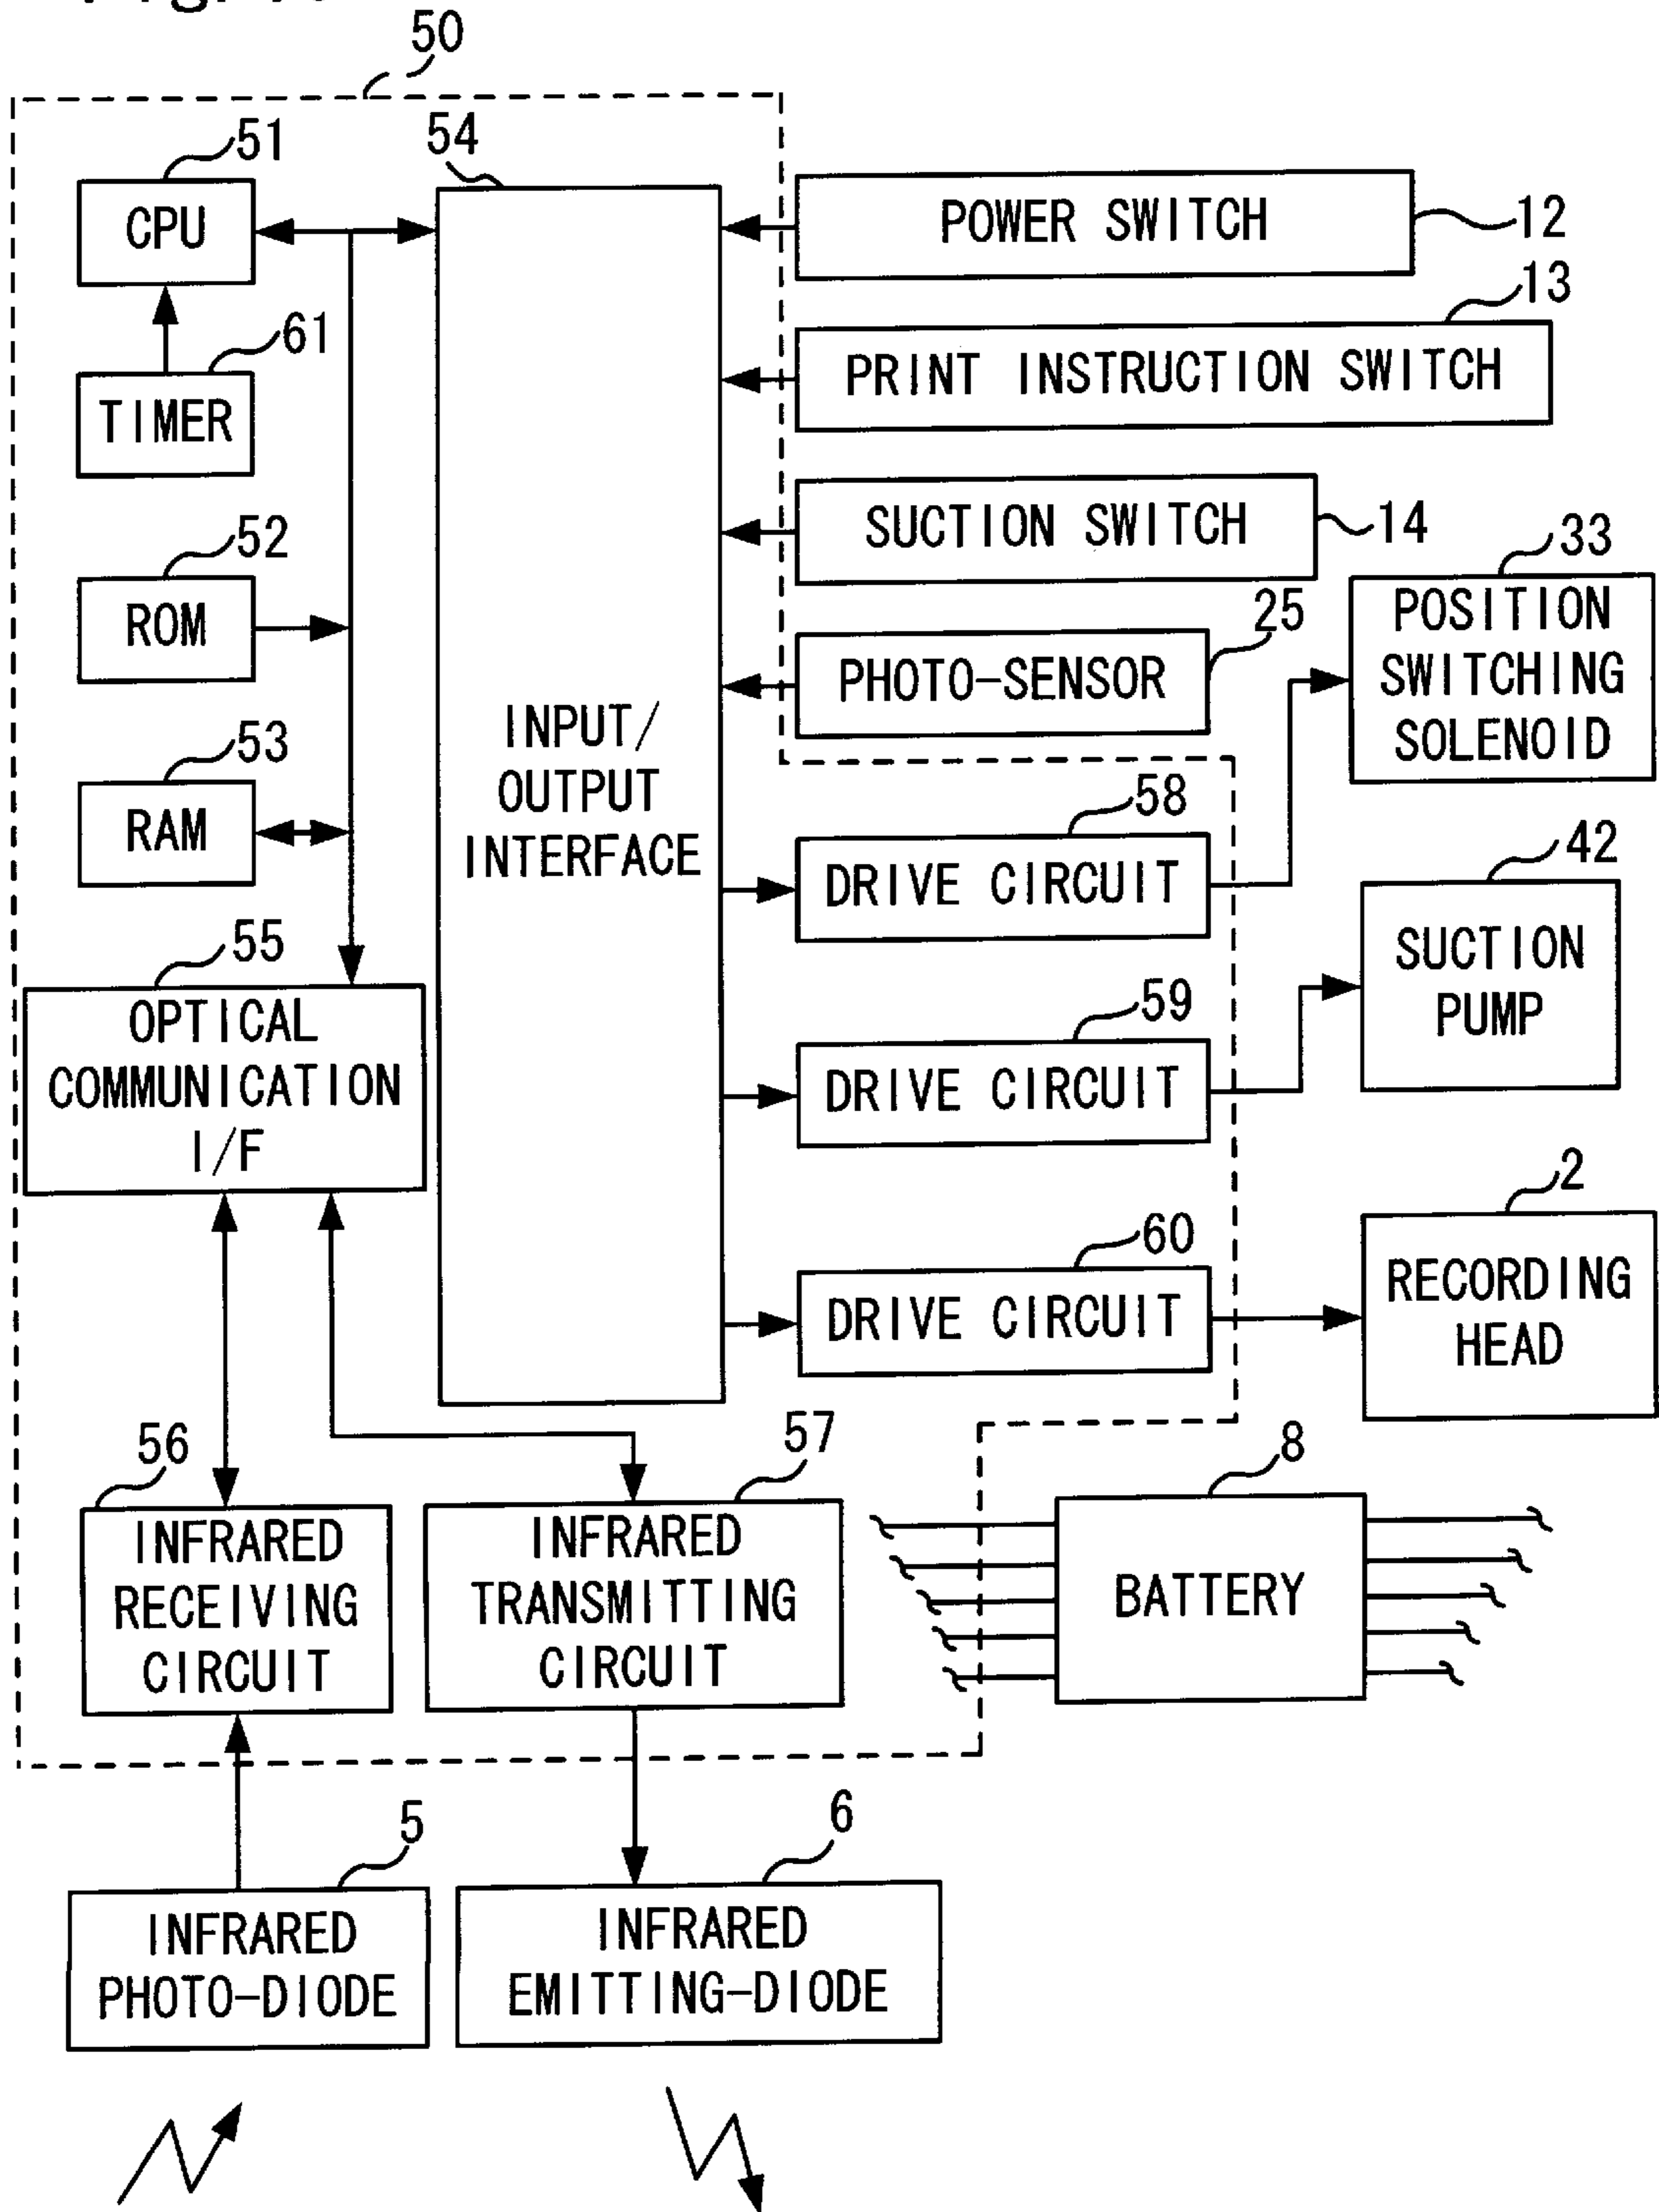 50
51
54
CPU
POWER SWITCH
12
13
61
PRINT INSTRUCTION SWITCH
TIMER
SUCTION SWITCH
14
33
52
ROM
25
PHOTO-SENSOR
POSITION
SWITCHING
SOLENOID
53
RAM
INPUT/
OUTPUT
INTERFACE
58
DRIVE CIRCUIT
42
SUCTION
PUMP
55
OPTICAL
COMMUNICATION
I/F
59
DRIVE CIRCUIT
2
RECORDING
HEAD
60
DRIVE CIRCUIT
56
INFRARED
RECEIVING
CIRCUIT
57
INFRARED
TRANSMITTING
CIRCUIT
8
BATTERY
5
INFRARED
PHOTO-DIODE
6
INFRARED
EMITTING-DIODE